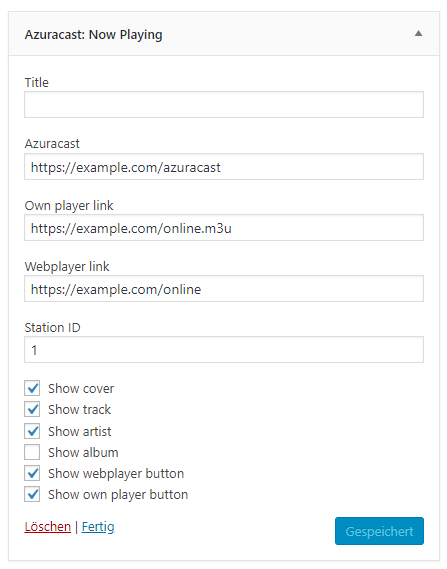 Azuracast: Now Playing
Title
Azuracast
https://example.com/azuracast
Own player link
https://example.com/online.m3u
Webplayer link
https://example.com/online
Station ID
1
Show cover
Show track
Show artist
Show album
Show webplayer button
Show own player button
Löschen | Fertig
Gespeichert